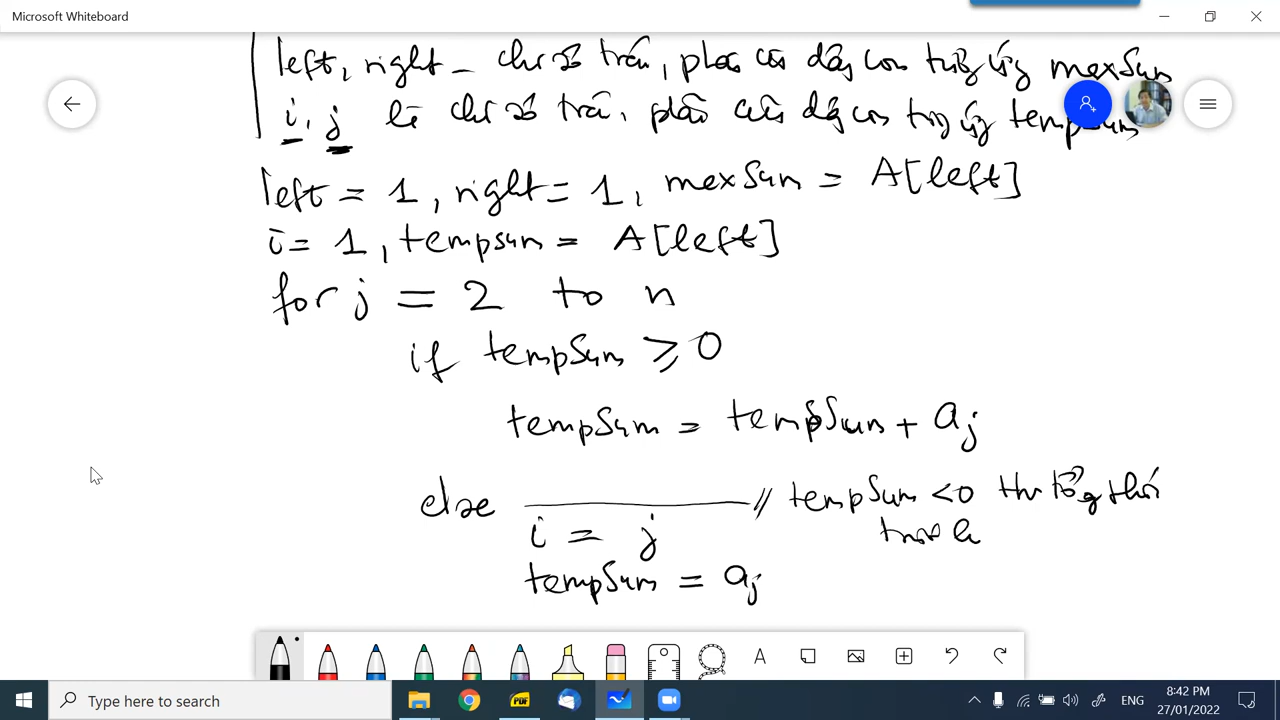 Microsoft Whiteboard
left, right - chỉ số trái, phải của dãy con tương ứng maxSum
i, j là chỉ số trái, phải của dãy con tương ứng tempSum
left = 1, right = 1, maxSum = A[left]
i = 1, tempsum = A[left]
for j = 2 to n
if tempSum ≥ 0
tempSum = tempSum + aj
else // tempSum <0 thì tổng
i = j
tempSum = aj
Type here to search
ENG
8:42 PM
27/01/2022